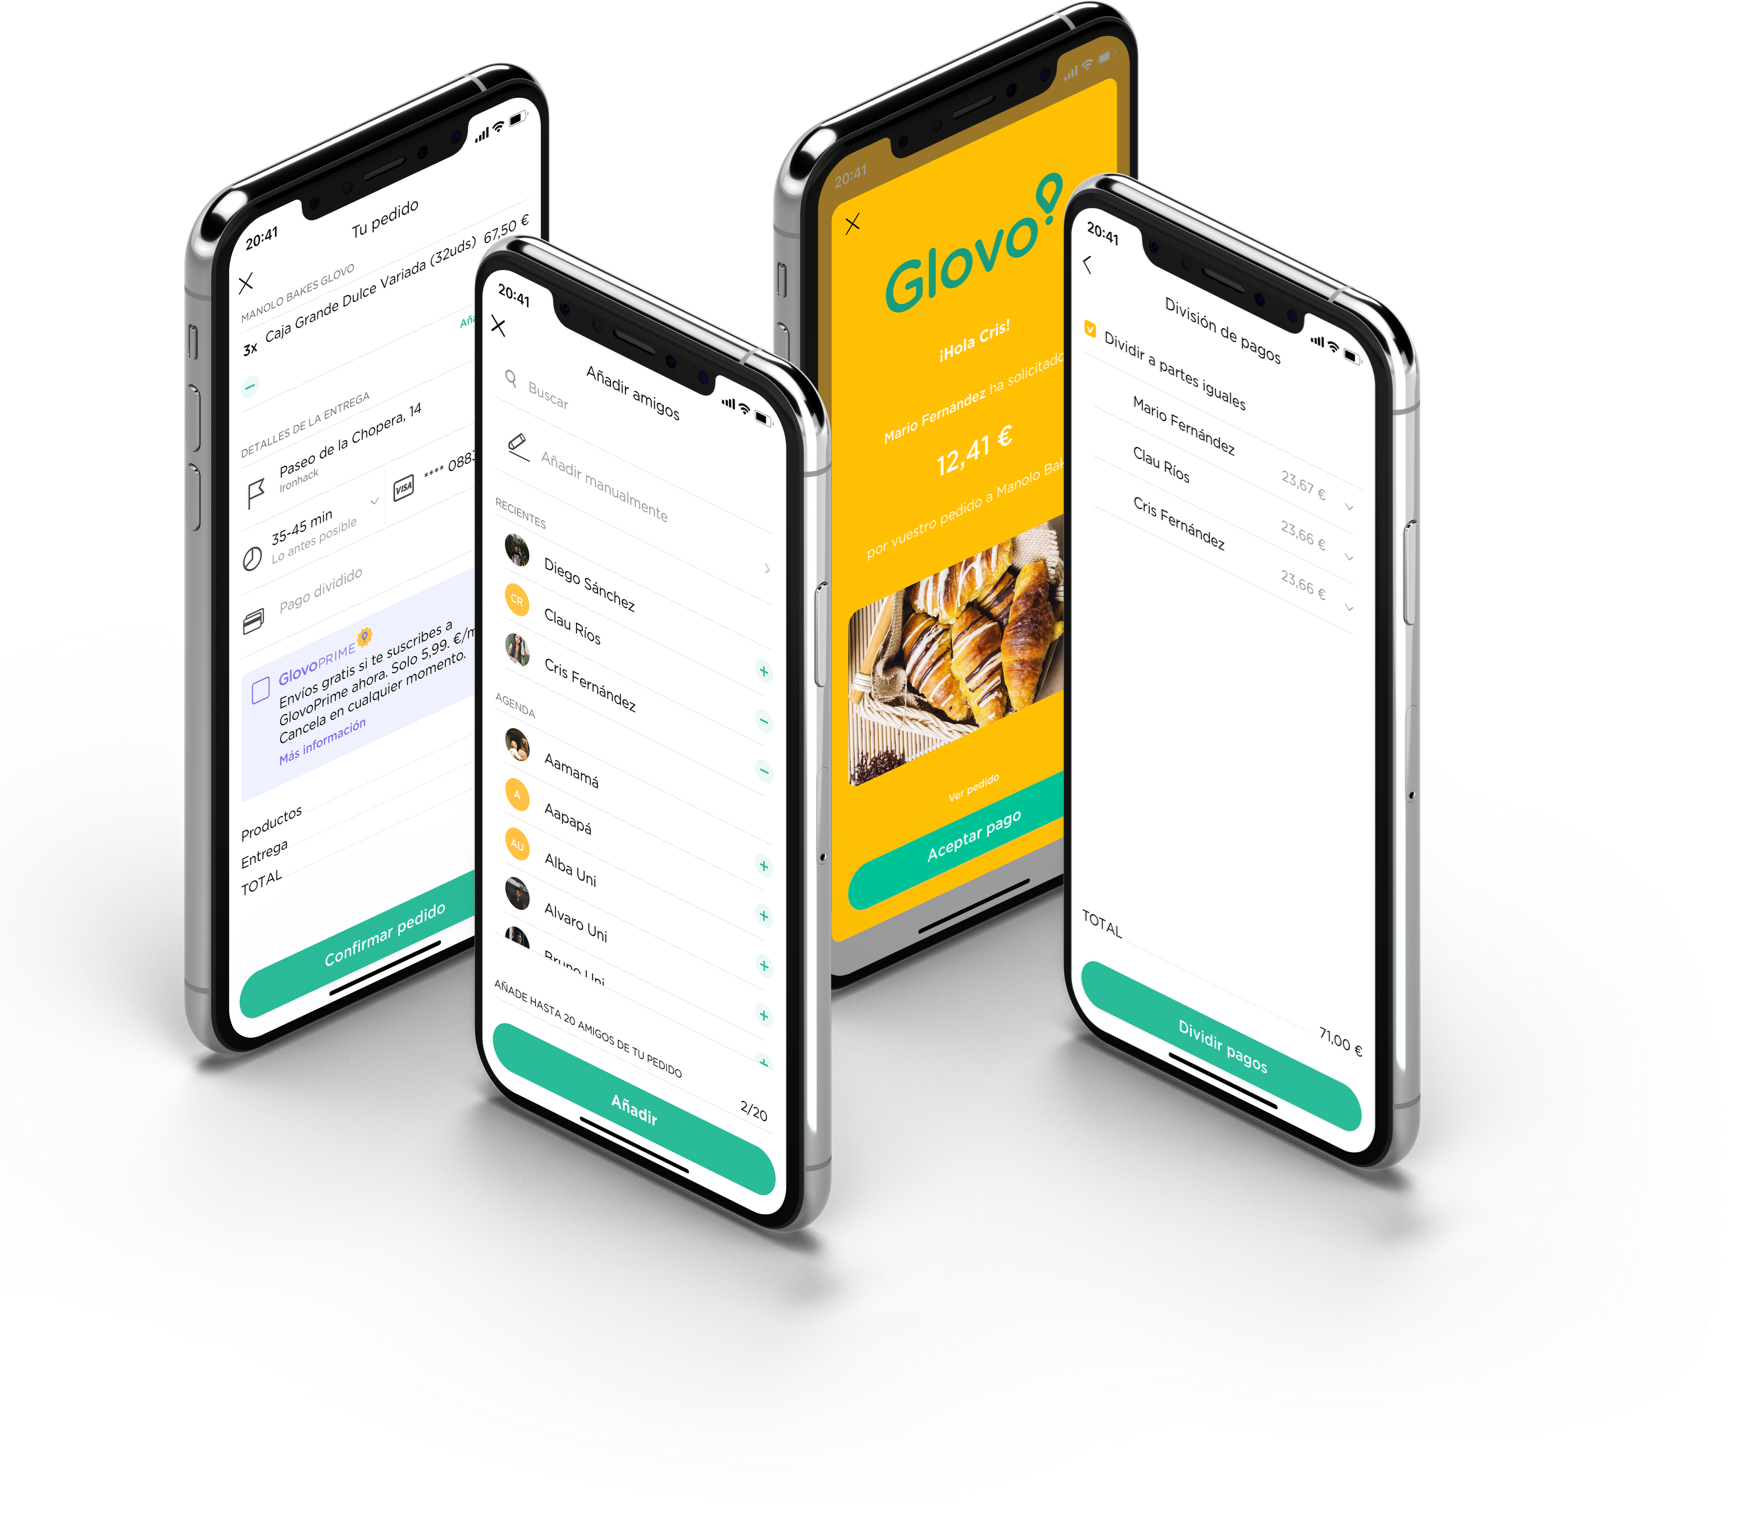 20:41
Tu pedido
MANOLO BAKES GLOVO
3x Caja Grande Dulce Variada (32uds) 67,50 €
DETALLES DE LA ENTREGA
Paseo de la Chopera, 14
Ironhack
35-45 min
Lo antes posible
VISA
**** 0883
Pago dividido
GlovoPRIME
Envíos gratis si te suscribes a
GlovoPrime ahora. Solo 5,99. €/m
Cancela en cualquier momento.
Más información
Productos
Entrega
TOTAL
Confirmar pedido
20:41
Añadir amigos
Buscar
Añadir manualmente
RECIENTES
Diego Sánchez
CR
Clau Ríos
Cris Fernández
AGENDA
Aamamá
A
Aapapá
AU
Alba Uni
Alvaro Uni
Bruno Uni
AÑADE HASTA 20 AMIGOS DE TU PEDIDO
2/20
Añadir
20:41
Glovo
¡Hola Cris!
Mario Fernández ha solicitado
12,41 €
por vuestro pedido a Manolo Bak
Ver pedido
Aceptar pago
20:41
División de pagos
Dividir a partes iguales
Mario Fernández
23,67 €
Clau Ríos
23,66 €
Cris Fernández
23,66 €
TOTAL
71,00 €
Dividir pagos